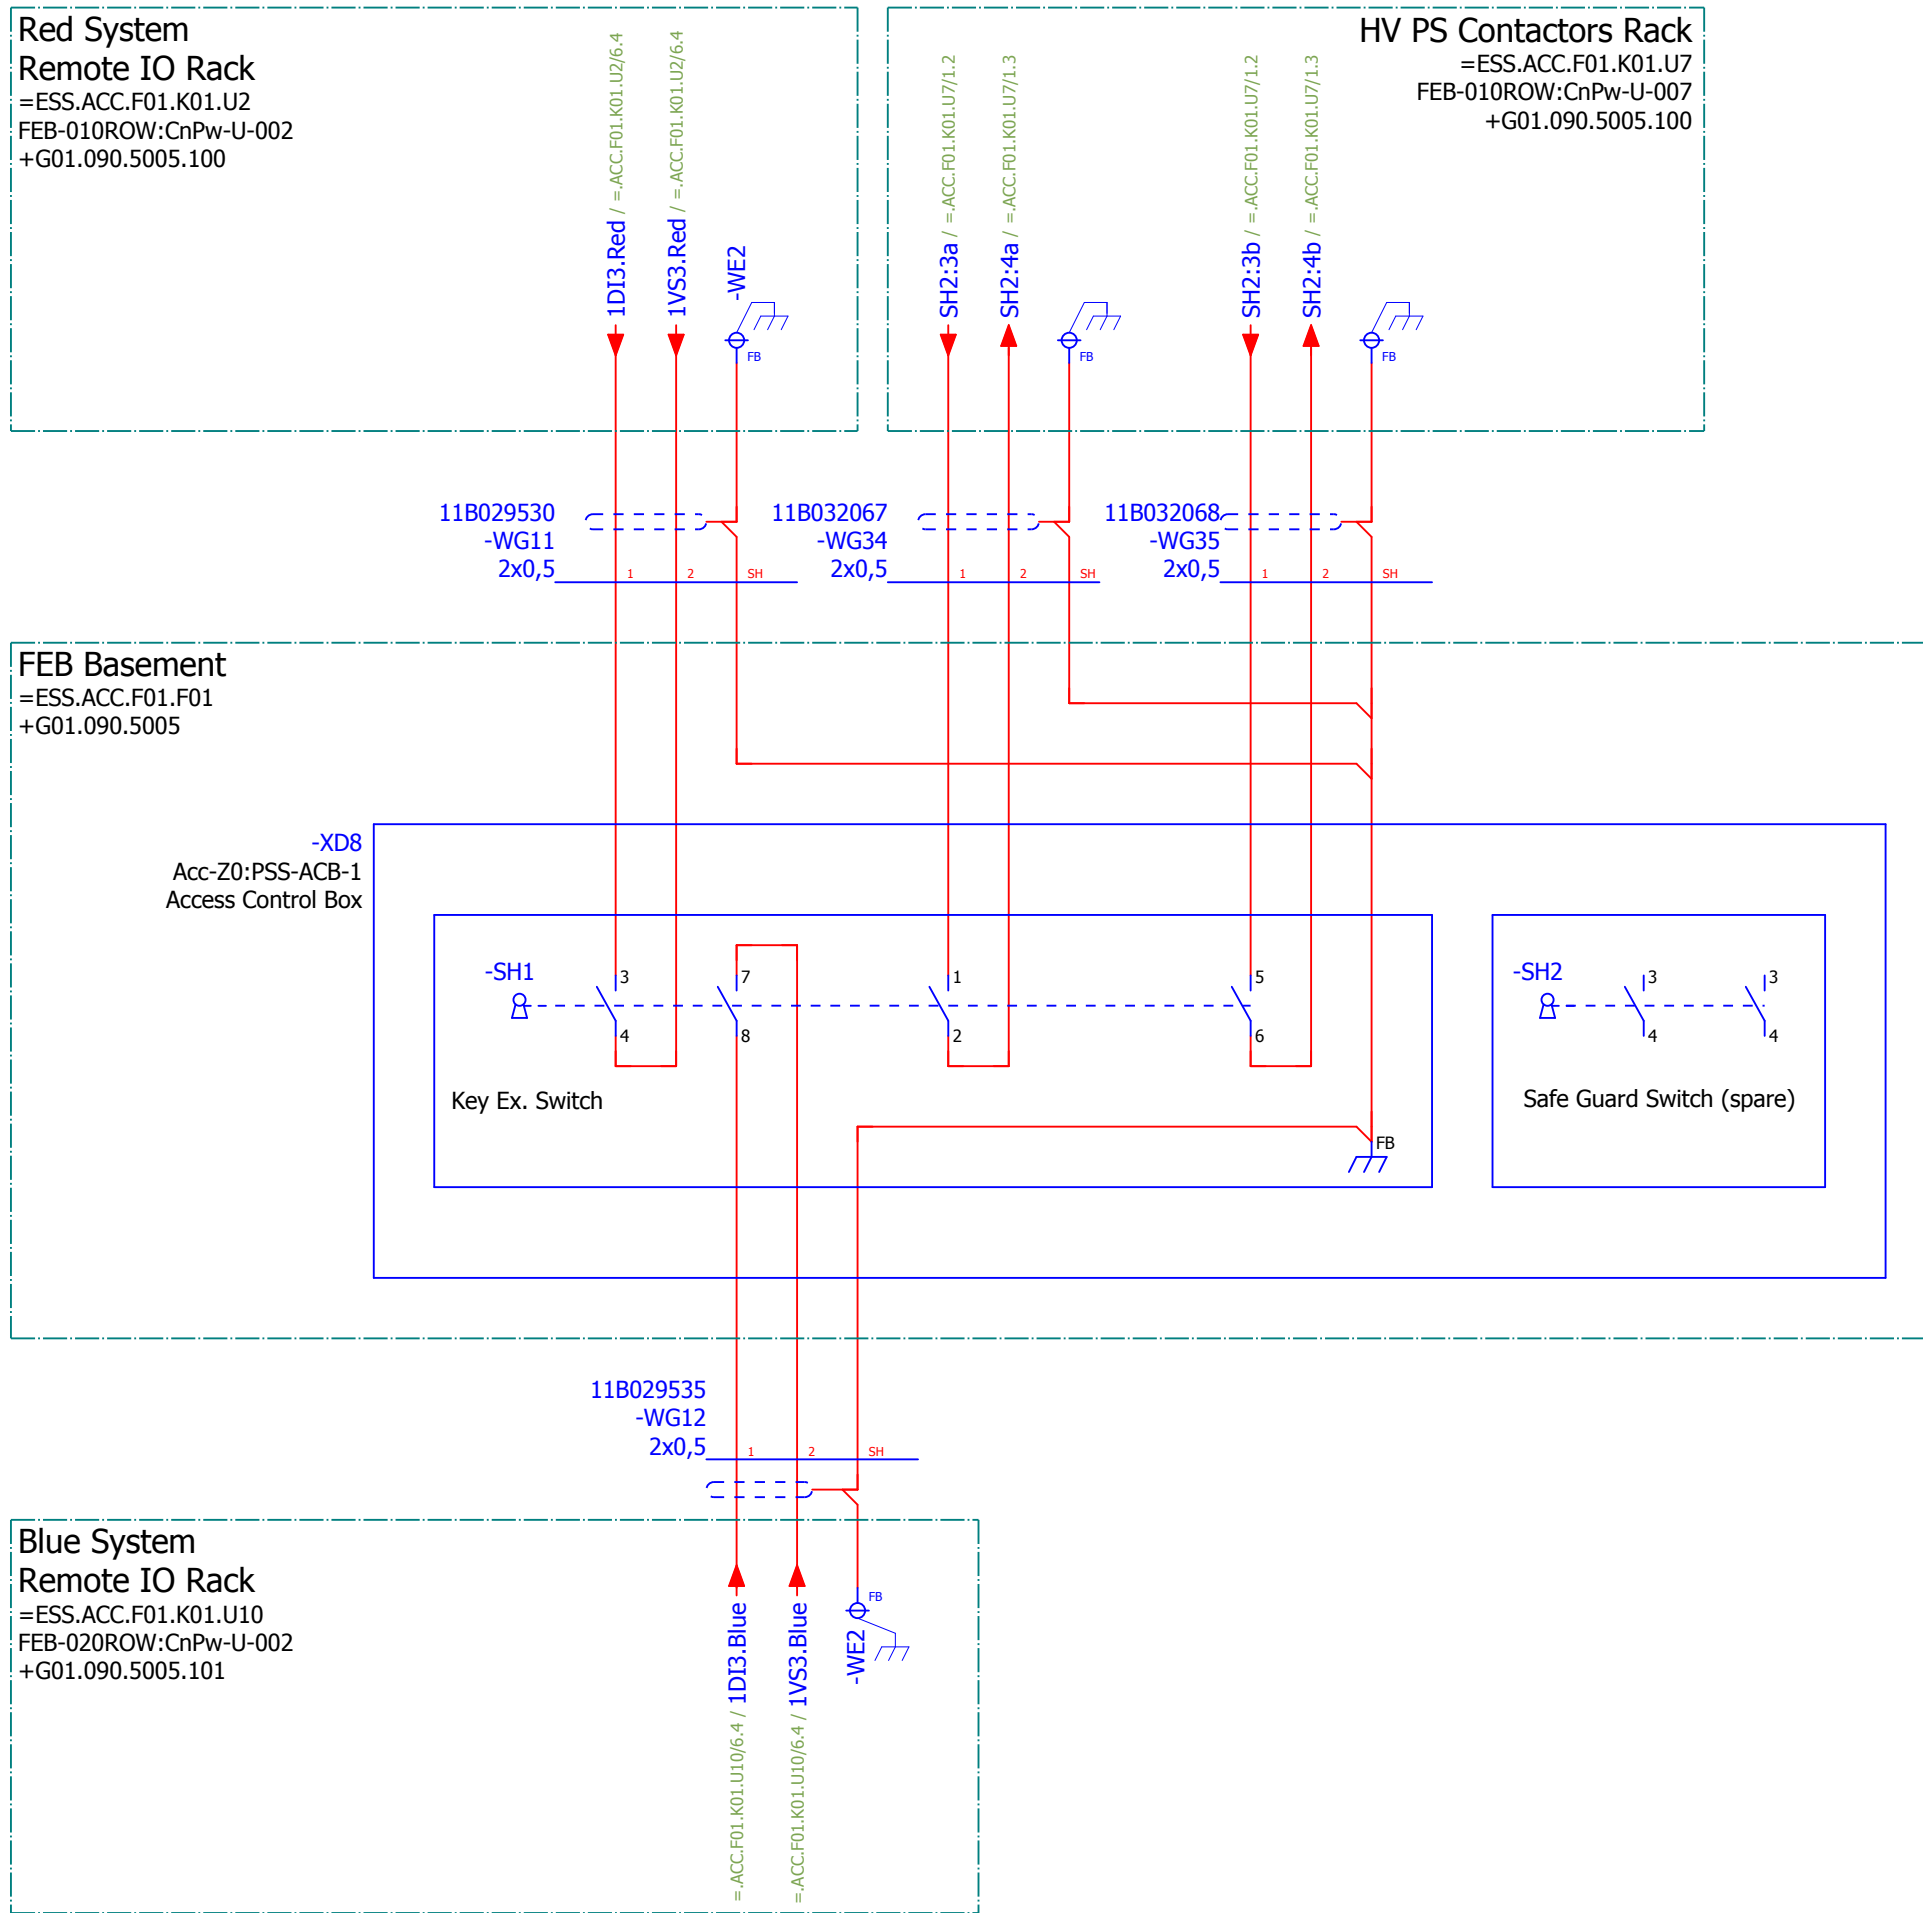 Red System
Remote IO Rack
=ESS.ACC.F01.K01.U2
FEB-010ROW:CnPw-U-002
+G01.090.5005.100
1DI3.Red / =.ACC.F01.K01.U2/6.4
1VS3.Red / =.ACC.F01.K01.U2/6.4
-WE2
FB
HV PS Contactors Rack
=ESS.ACC.F01.K01.U7
FEB-010ROW:CnPw-U-007
+G01.090.5005.100
SH2:3a / =.ACC.F01.K01.U7/1.2
SH2:4a / =.ACC.F01.K01.U7/1.3
FB
SH2:3b / =.ACC.F01.K01.U7/1.2
SH2:4b / =.ACC.F01.K01.U7/1.3
FB
11B029530
-WG11
2x0,5
1 2 SH
11B032067
-WG34
2x0,5
1 2 SH
11B032068
-WG35
2x0,5
1 2 SH
FEB Basement
=ESS.ACC.F01.F01
+G01.090.5005
-XD8
Acc-Z0:PSS-ACB-1
Access Control Box
-SH1
3 7 1 5
4 8 2 6
Key Ex. Switch
FB
-SH2
3 3
4 4
Safe Guard Switch (spare)
11B029535
-WG12
2x0,5
1 2 SH
Blue System
Remote IO Rack
=ESS.ACC.F01.K01.U10
FEB-020ROW:CnPw-U-002
+G01.090.5005.101
=.ACC.F01.K01.U10/6.4 / 1DI3.Blue
=.ACC.F01.K01.U10/6.4 / 1VS3.Blue
-WE2
FB